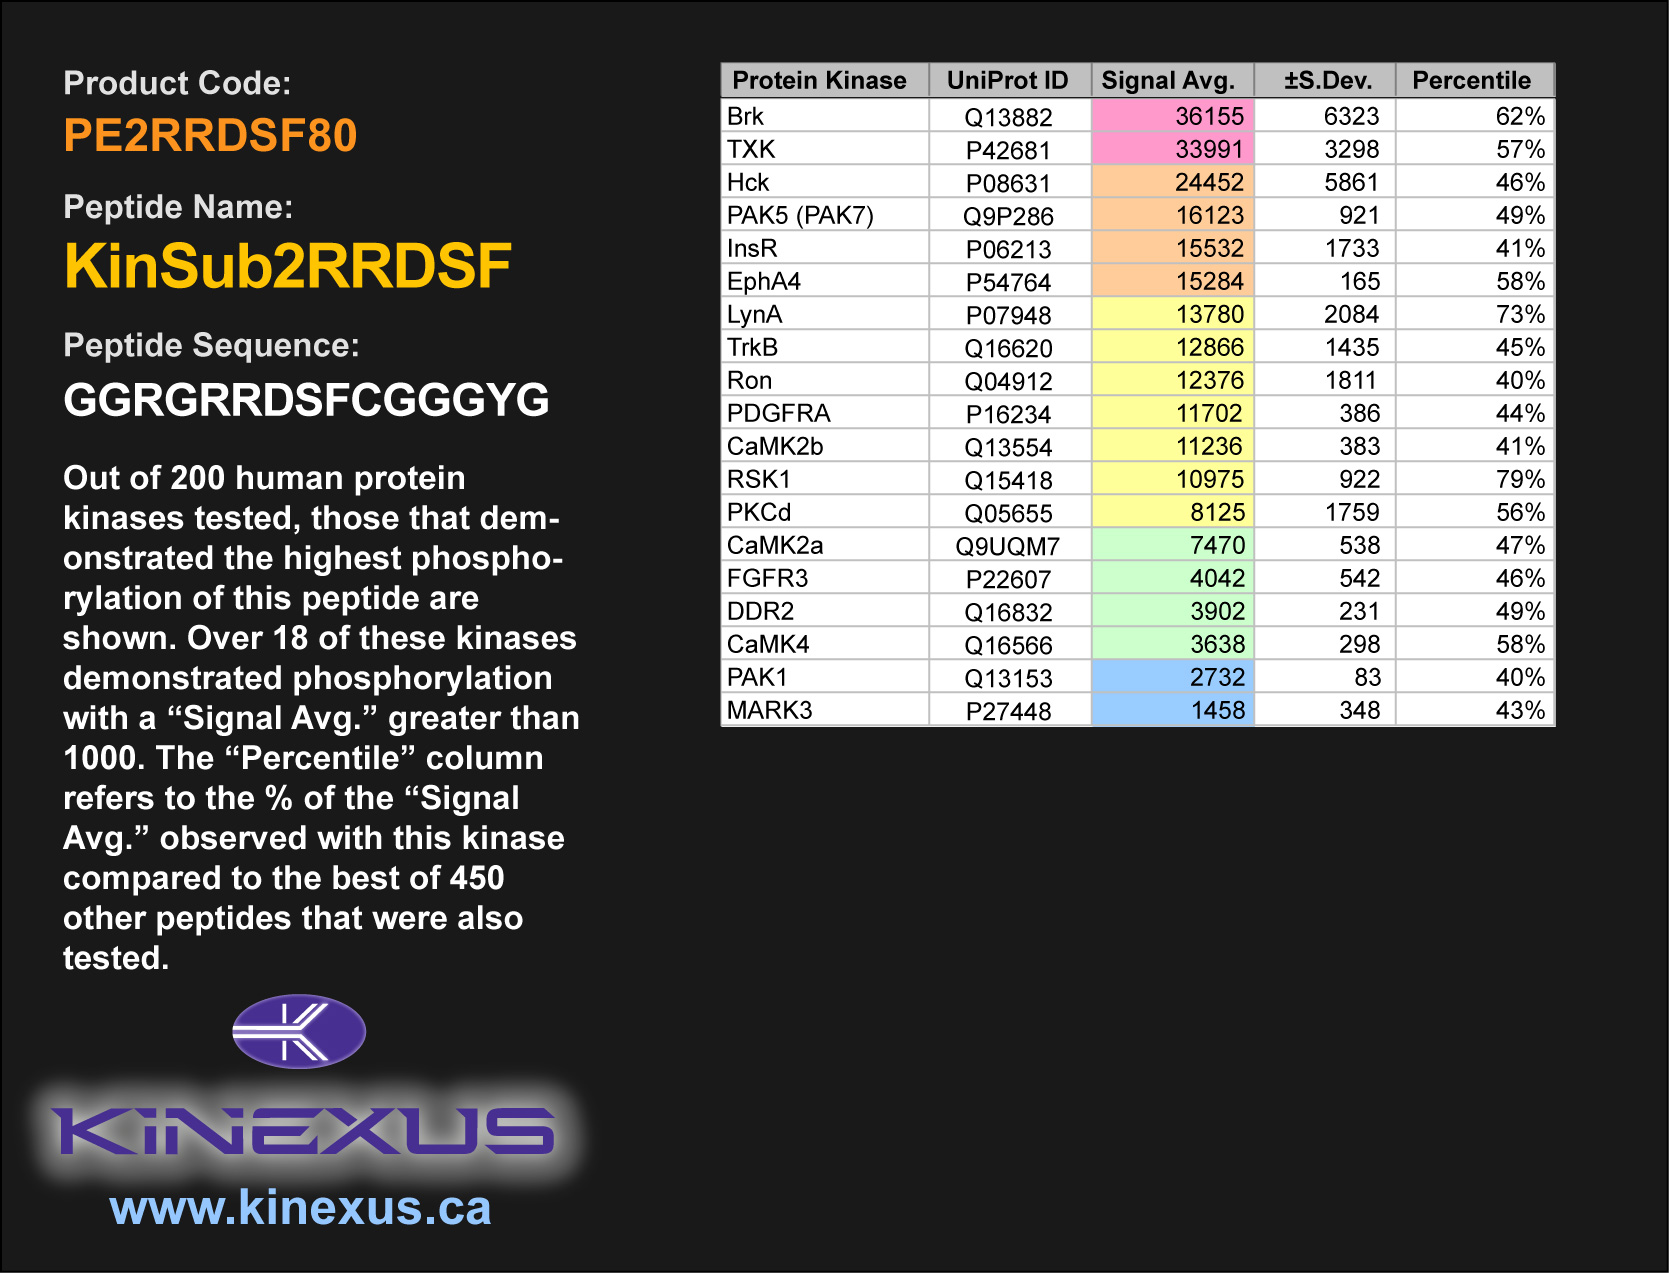 Product Code:
PE2RRDSF80
Peptide Name:
KinSub2RRDSF
Peptide Sequence:
GGRGRRDSFCGGGYG
Out of 200 human protein
kinases tested, those that dem-
onstrated the highest phospho-
rylation of this peptide are
shown. Over 18 of these kinases
demonstrated phosphorylation
with a “Signal Avg.” greater than
1000. The “Percentile” column
refers to the % of the “Signal
Avg.” observed with this kinase
compared to the best of 450
other peptides that were also
tested.
KiNEXUS
www.kinexus.ca
Protein Kinase UniProt ID Signal Avg. ±S.Dev. Percentile
Brk Q13882 36155 6323 62%
TXK P42681 33991 3298 57%
Hck P08631 24452 5861 46%
PAK5 (PAK7) Q9P286 16123 921 49%
InsR P06213 15532 1733 41%
EphA4 P54764 15284 165 58%
LynA P07948 13780 2084 73%
TrkB Q16620 12866 1435 45%
Ron Q04912 12376 1811 40%
PDGFRA P16234 11702 386 44%
CaMK2b Q13554 11236 383 41%
RSK1 Q15418 10975 922 79%
PKCd Q05655 8125 1759 56%
CaMK2a Q9UQM7 7470 538 47%
FGFR3 P22607 4042 542 46%
DDR2 Q16832 3902 231 49%
CaMK4 Q16566 3638 298 58%
PAK1 Q13153 2732 83 40%
MARK3 P27448 1458 348 43%